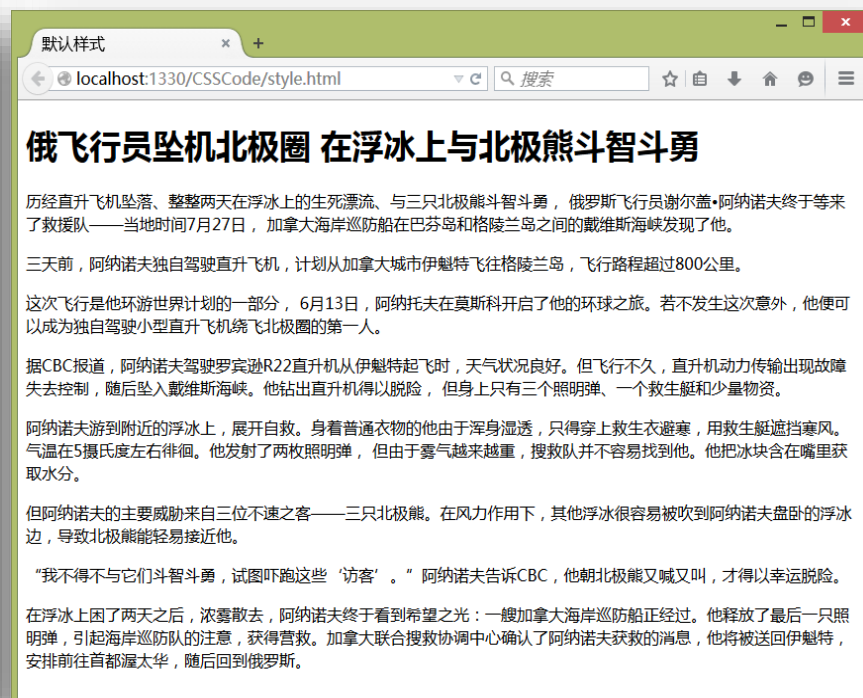 默认样式
localhost:1330/CSSCode/style.html
搜索
俄飞行员坠机北极圈 在浮冰上与北极熊斗智斗勇
历经直升飞机坠落、整整两天在浮冰上的生死漂流、与三只北极熊斗智斗勇， 俄罗斯飞行员谢尔盖•阿纳诺夫终于等来
了救援队——当地时间7月27日， 加拿大海岸巡防船在巴芬岛和格陵兰岛之间的戴维斯海峡发现了他。
三天前，阿纳诺夫独自驾驶直升飞机，计划从加拿大城市伊魁特飞往格陵兰岛，飞行路程超过800公里。
这次飞行是他环游世界计划的一部分， 6月13日，阿纳托夫在莫斯科开启了他的环球之旅。若不发生这次意外，他便可
以成为独自驾驶小型直升飞机绕飞北极圈的第一人。
据CBC报道，阿纳诺夫驾驶罗宾逊R22直升机从伊魁特起飞时，天气状况良好。但飞行不久，直升机动力传输出现故障
失去控制，随后坠入戴维斯海峡。他钻出直升机得以脱险， 但身上只有三个照明弹、一个救生艇和少量物资。
阿纳诺夫游到附近的浮冰上，展开自救。身着普通衣物的他由于浑身湿透，只得穿上救生衣避寒，用救生艇遮挡寒风。
气温在5摄氏度左右徘徊。他发射了两枚照明弹， 但由于雾气越来越重，搜救队并不容易找到他。他把冰块含在嘴里获
取水分。
但阿纳诺夫的主要威胁来自三位不速之客——三只北极熊。在风力作用下，其他浮冰很容易被吹到阿纳诺夫盘卧的浮冰
边，导致北极熊能轻易接近他。
“我不得不与它们斗智斗勇，试图吓跑这些‘访客’。”阿纳诺夫告诉CBC，他朝北极熊又喊又叫，才得以幸运脱险。
在浮冰上困了两天之后，浓雾散去，阿纳诺夫终于看到希望之光：一艘加拿大海岸巡防船正经过。他释放了最后一只照
明弹，引起海岸巡防队的注意，获得营救。加拿大联合搜救协调中心确认了阿纳诺夫获救的消息，他将被送回伊魁特，
安排前往首都渥太华，随后回到俄罗斯。